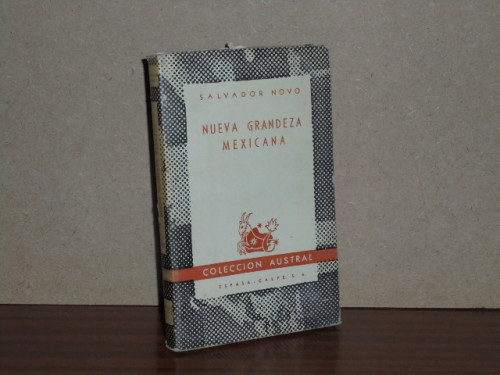 SALVADOR NOVO
NUEVA GRANDEZA
MEXICANA
COLECCION AUSTRAL
ESPASA-CALPE, S. A.